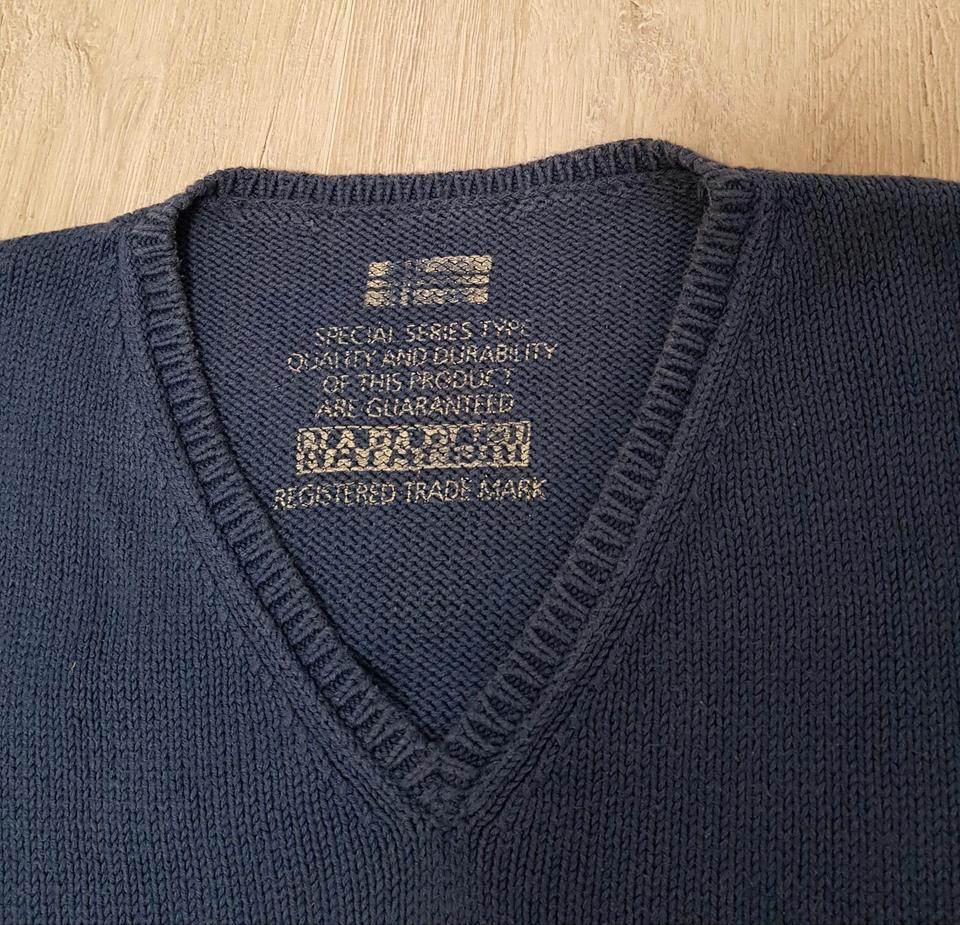 SPECIAL SERIES TYPE
QUALITY AND DURABILITY
OF THIS PRODUCT
ARE GUARANTEED
NAPAPIJRI
REGISTERED TRADE MARK